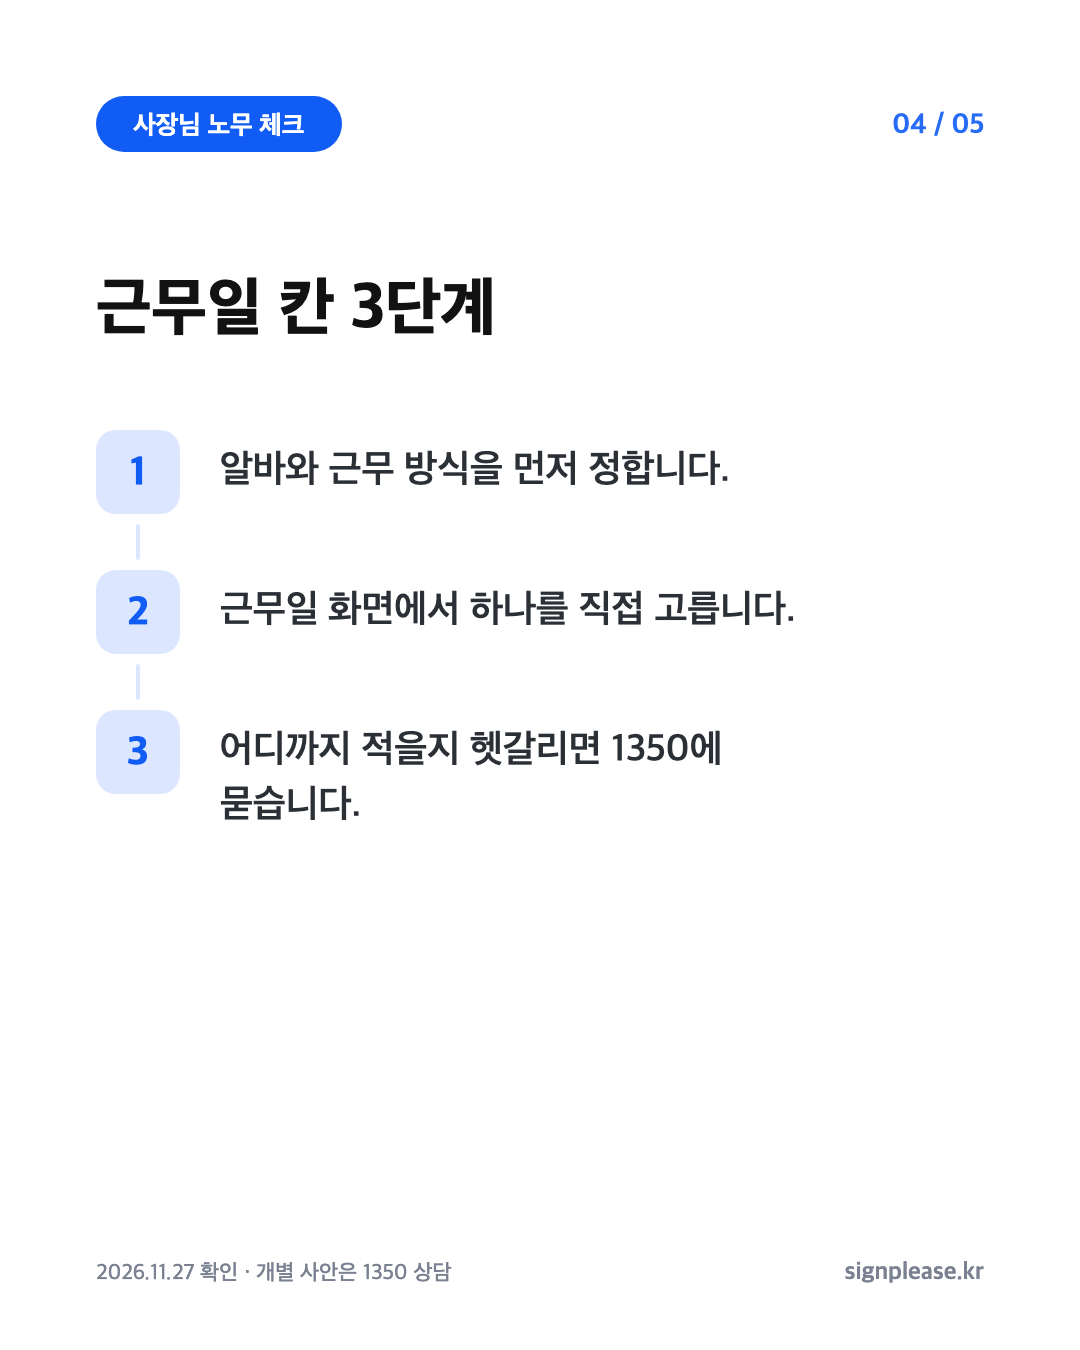 사장님 노무 체크
04 / 05
근무일 칸 3단계
1
알바와 근무 방식을 먼저 정합니다.
2
근무일 화면에서 하나를 직접 고릅니다.
3
어디까지 적을지 헷갈리면 1350에
묻습니다.
2026.11.27 확인 · 개별 사안은 1350 상담
signplease.kr